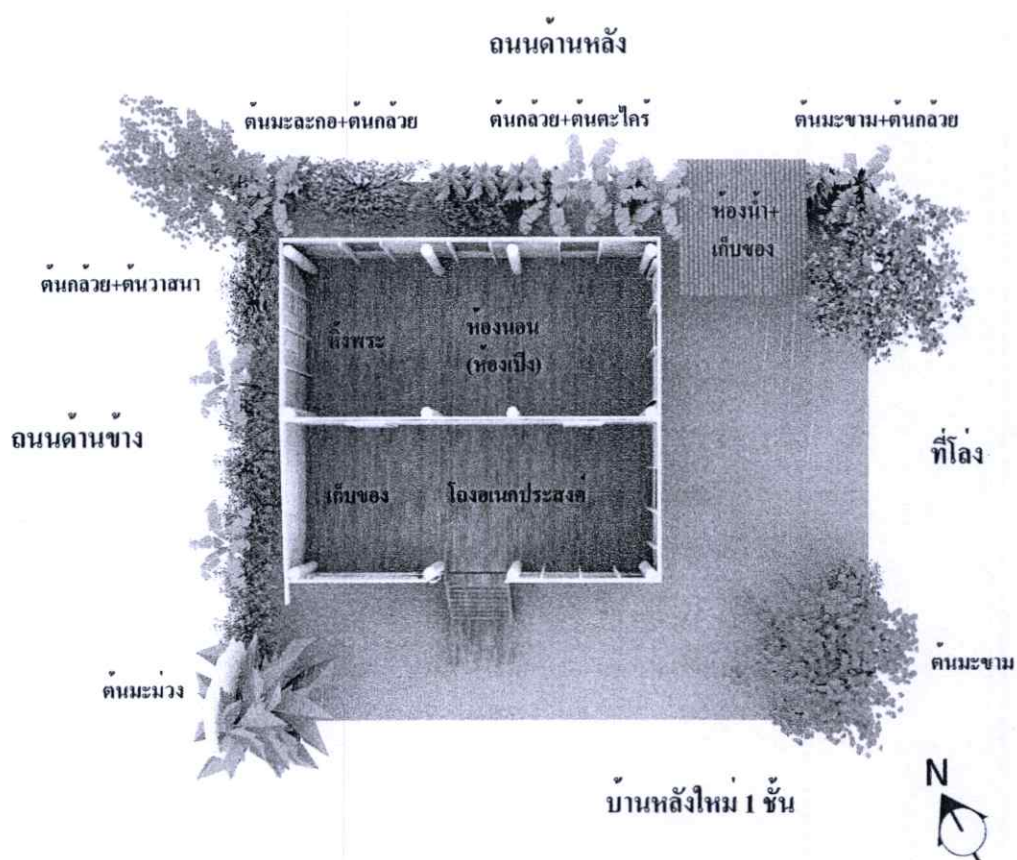 ถนนด้านหลัง
ต้นมะละกอ+ต้นกล้วย
ต้นกล้วย+ต้นตะไคร้
ต้นมะขาม+ต้นกล้วย
ห้องน้ำ+
เก็บของ
ต้นกล้วย+ต้นวาสนา
หิ้งพระ
ห้องนอน
(ห้องเปิง)
ถนนด้านข้าง
ที่โล่ง
เก็บของ
โถงอเนกประสงค์
ต้นมะม่วง
ต้นมะขาม
บ้านหลังใหม่ 1 ชั้น
N